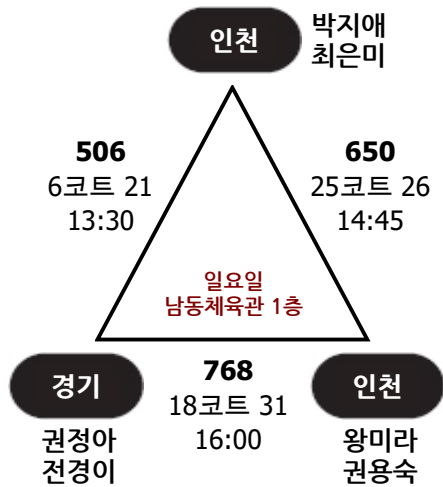 인천
박지애
최은미
506
6코트 21
13:30
650
25코트 26
14:45
일요일
남동체육관 1층
경기
권정아
전경이
768
18코트 31
16:00
인천
왕미라
권용숙